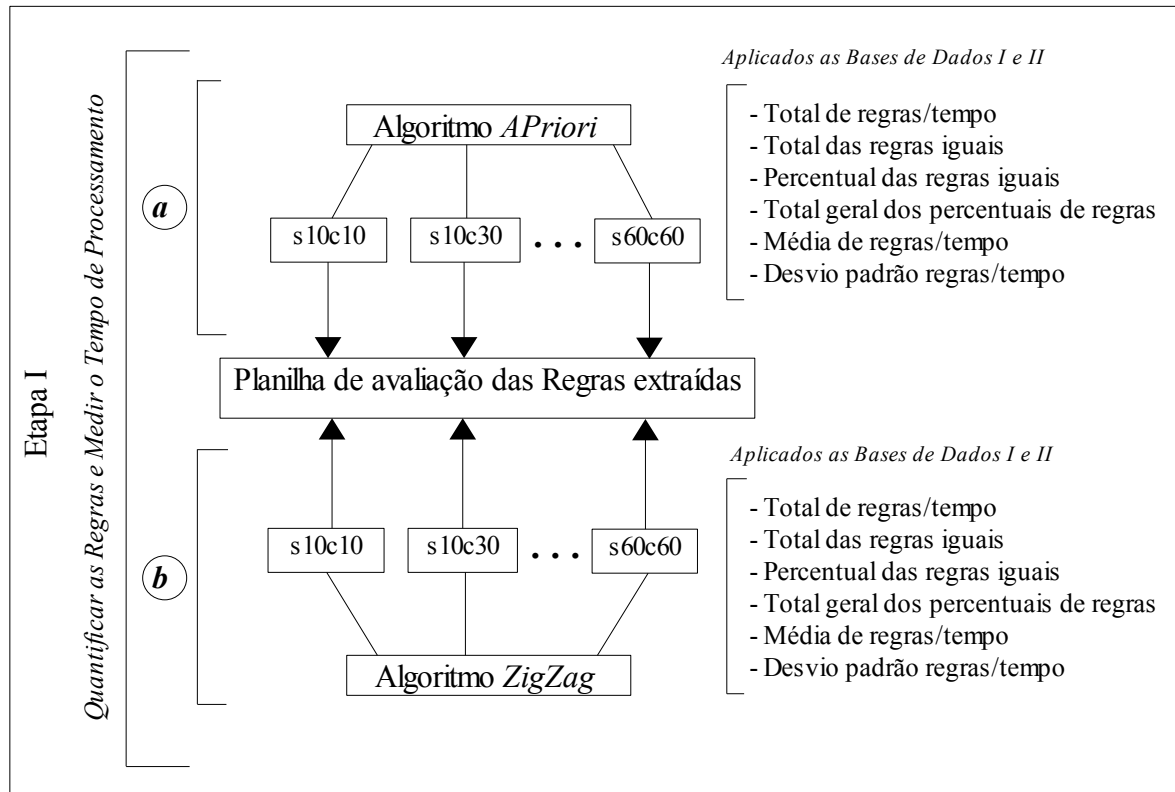 Etapa I
Quantificar as Regras e Medir o Tempo de Processamento
a
Algoritmo APriori
s10c10
s10c30
. . .
s60c60
Aplicados as Bases de Dados I e II
- Total de regras/tempo
- Total das regras iguais
- Percentual das regras iguais
- Total geral dos percentuais de regras
- Média de regras/tempo
- Desvio padrão regras/tempo
Planilha de avaliação das Regras extraídas
b
s10c10
s10c30
. . .
s60c60
Algoritmo ZigZag
Aplicados as Bases de Dados I e II
- Total de regras/tempo
- Total das regras iguais
- Percentual das regras iguais
- Total geral dos percentuais de regras
- Média de regras/tempo
- Desvio padrão regras/tempo